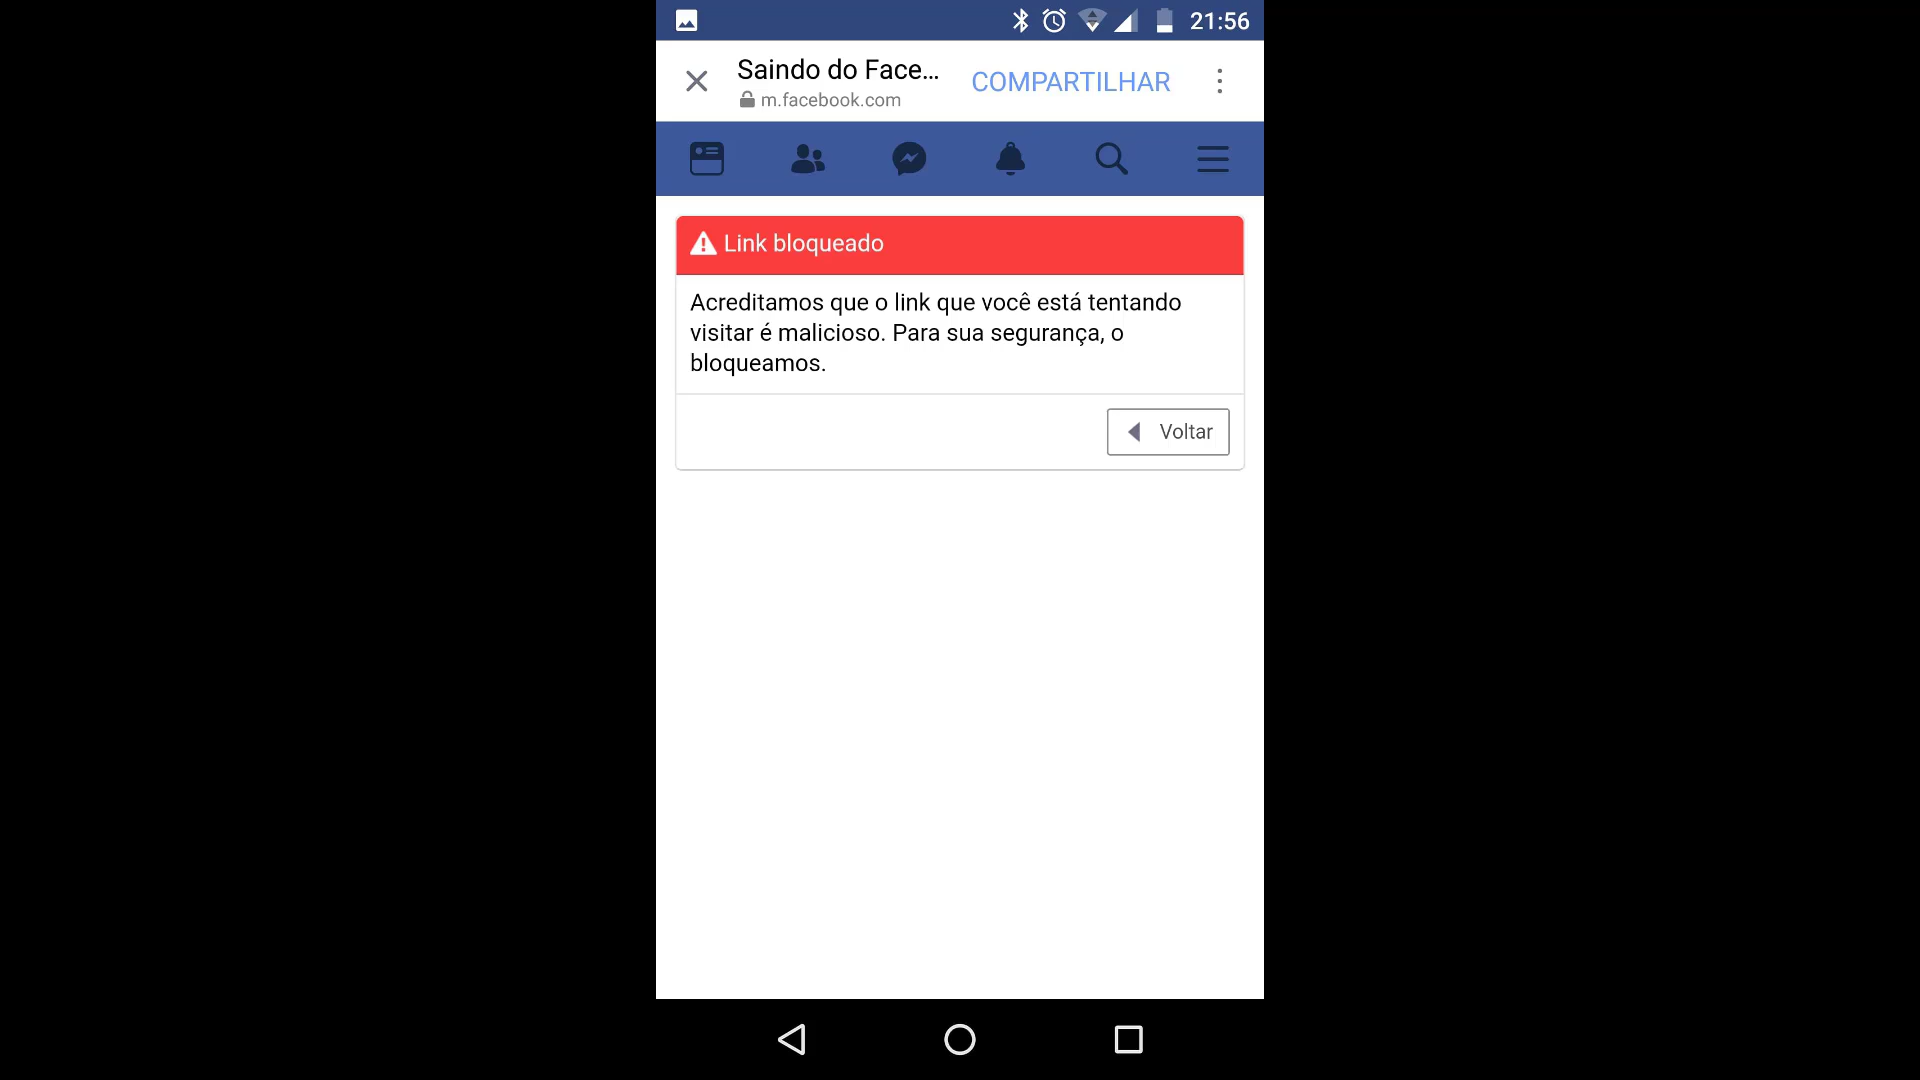 21:56
Saindo do Face...
COMPARTILHAR
m.facebook.com
Link bloqueado
Acreditamos que o link que você está tentando
visitar é malicioso. Para sua segurança, o
bloqueamos.
Voltar